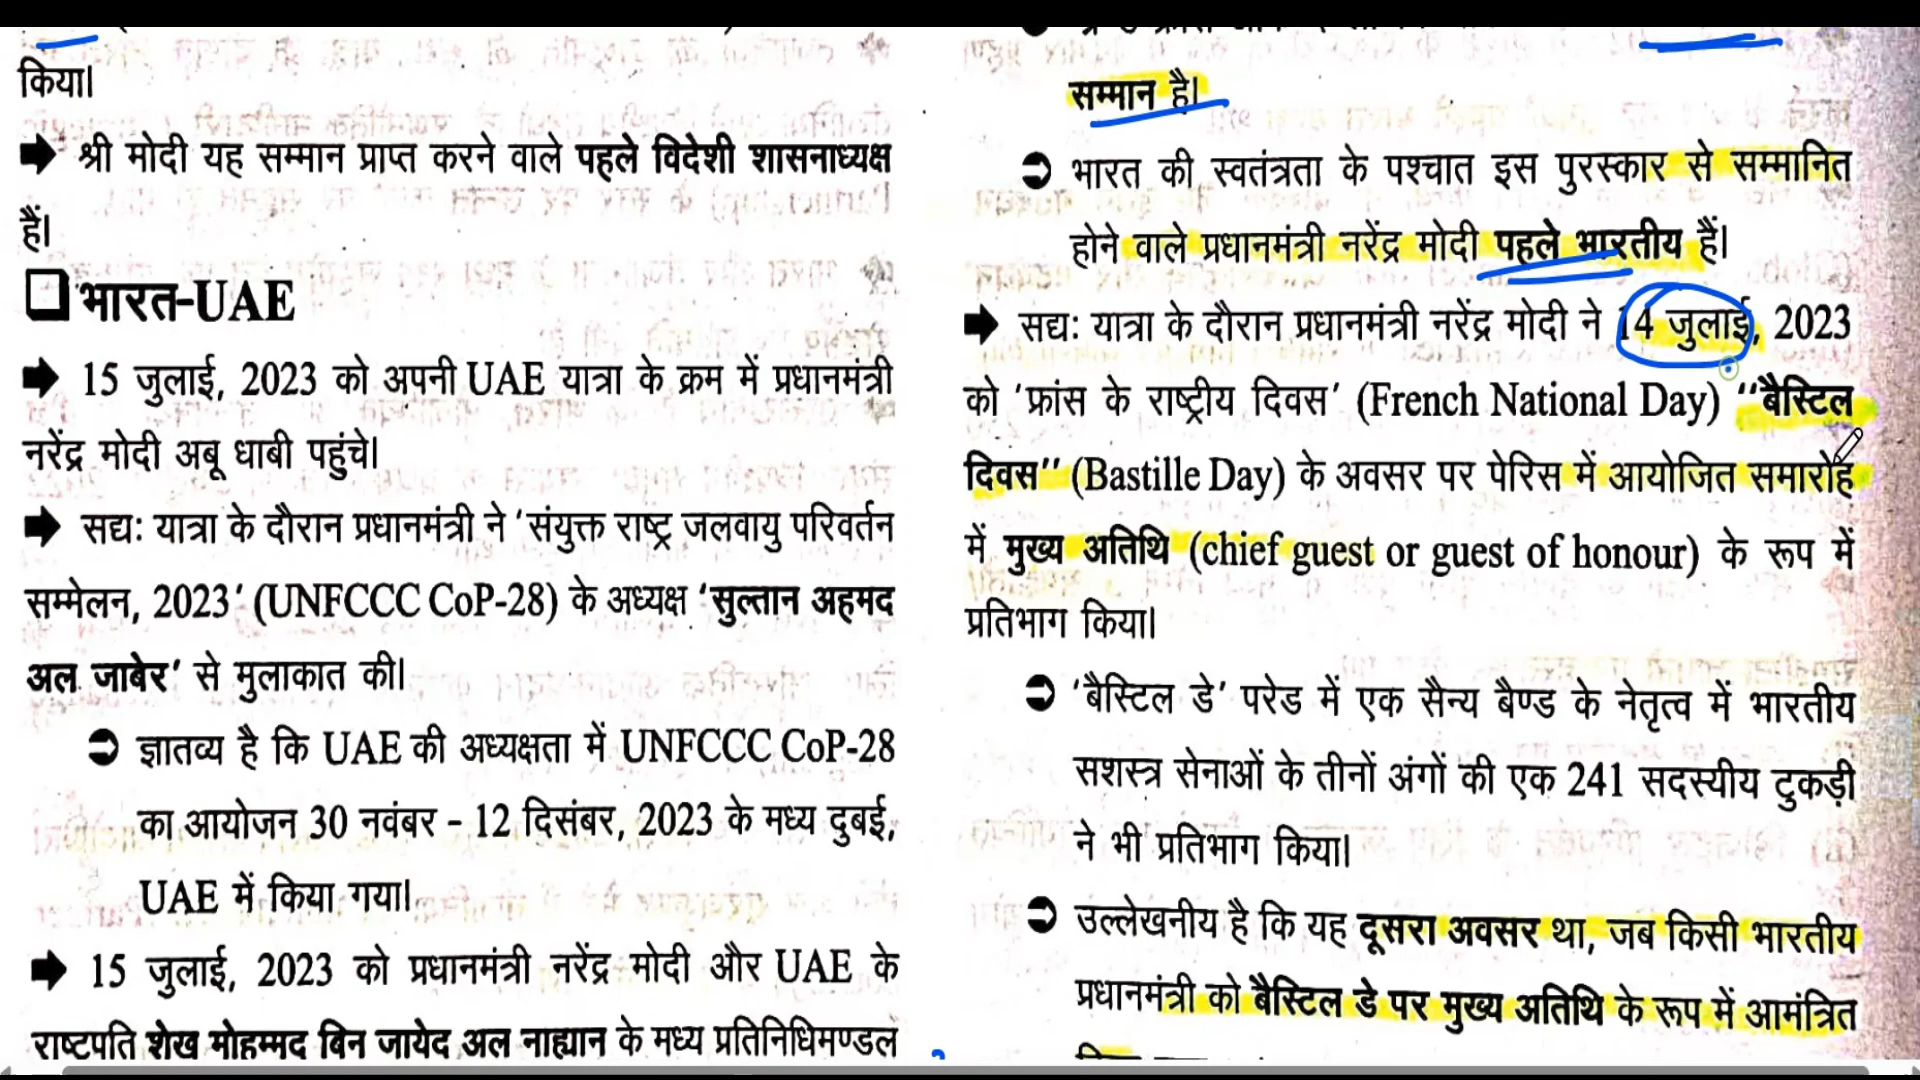 किया।
➡ श्री मोदी यह सम्मान प्राप्त करने वाले पहले विदेशी शासनाध्यक्ष
हैं।
❑ भारत-UAE
➡ 15 जुलाई, 2023 को अपनी UAE यात्रा के क्रम में प्रधानमंत्री
नरेंद्र मोदी अबू धाबी पहुंचे।
➡ सद्य: यात्रा के दौरान प्रधानमंत्री ने 'संयुक्त राष्ट्र जलवायु परिवर्तन
सम्मेलन, 2023' (UNFCCC CoP-28) के अध्यक्ष 'सुल्तान अहमद
अल जाबेर' से मुलाकात की।
➲ ज्ञातव्य है कि UAE की अध्यक्षता में UNFCCC CoP-28
का आयोजन 30 नवंबर - 12 दिसंबर, 2023 के मध्य दुबई,
UAE में किया गया।
➡ 15 जुलाई, 2023 को प्रधानमंत्री नरेंद्र मोदी और UAE के
राष्टपति शेख मोहम्मद बिन जायेद अल नाह्यान के मध्य प्रतिनिधिमण्डल
सम्मान है।
➲ भारत की स्वतंत्रता के पश्चात इस पुरस्कार से सम्मानित
होने वाले प्रधानमंत्री नरेंद्र मोदी पहले भारतीय हैं।
➡ सद्य: यात्रा के दौरान प्रधानमंत्री नरेंद्र मोदी ने 14 जुलाई, 2023
को 'फ्रांस के राष्ट्रीय दिवस' (French National Day) "बैस्टिल
दिवस" (Bastille Day) के अवसर पर पेरिस में आयोजित समारोह
में मुख्य अतिथि (chief guest or guest of honour) के रूप में
प्रतिभाग किया।
➲ 'बैस्टिल डे' परेड में एक सैन्य बैण्ड के नेतृत्व में भारतीय
सशस्त्र सेनाओं के तीनों अंगों की एक 241 सदस्यीय टुकड़ी
ने भी प्रतिभाग किया।
➲ उल्लेखनीय है कि यह दूसरा अवसर था, जब किसी भारतीय
प्रधानमंत्री को बैस्टिल डे पर मुख्य अतिथि के रूप में आमंत्रित